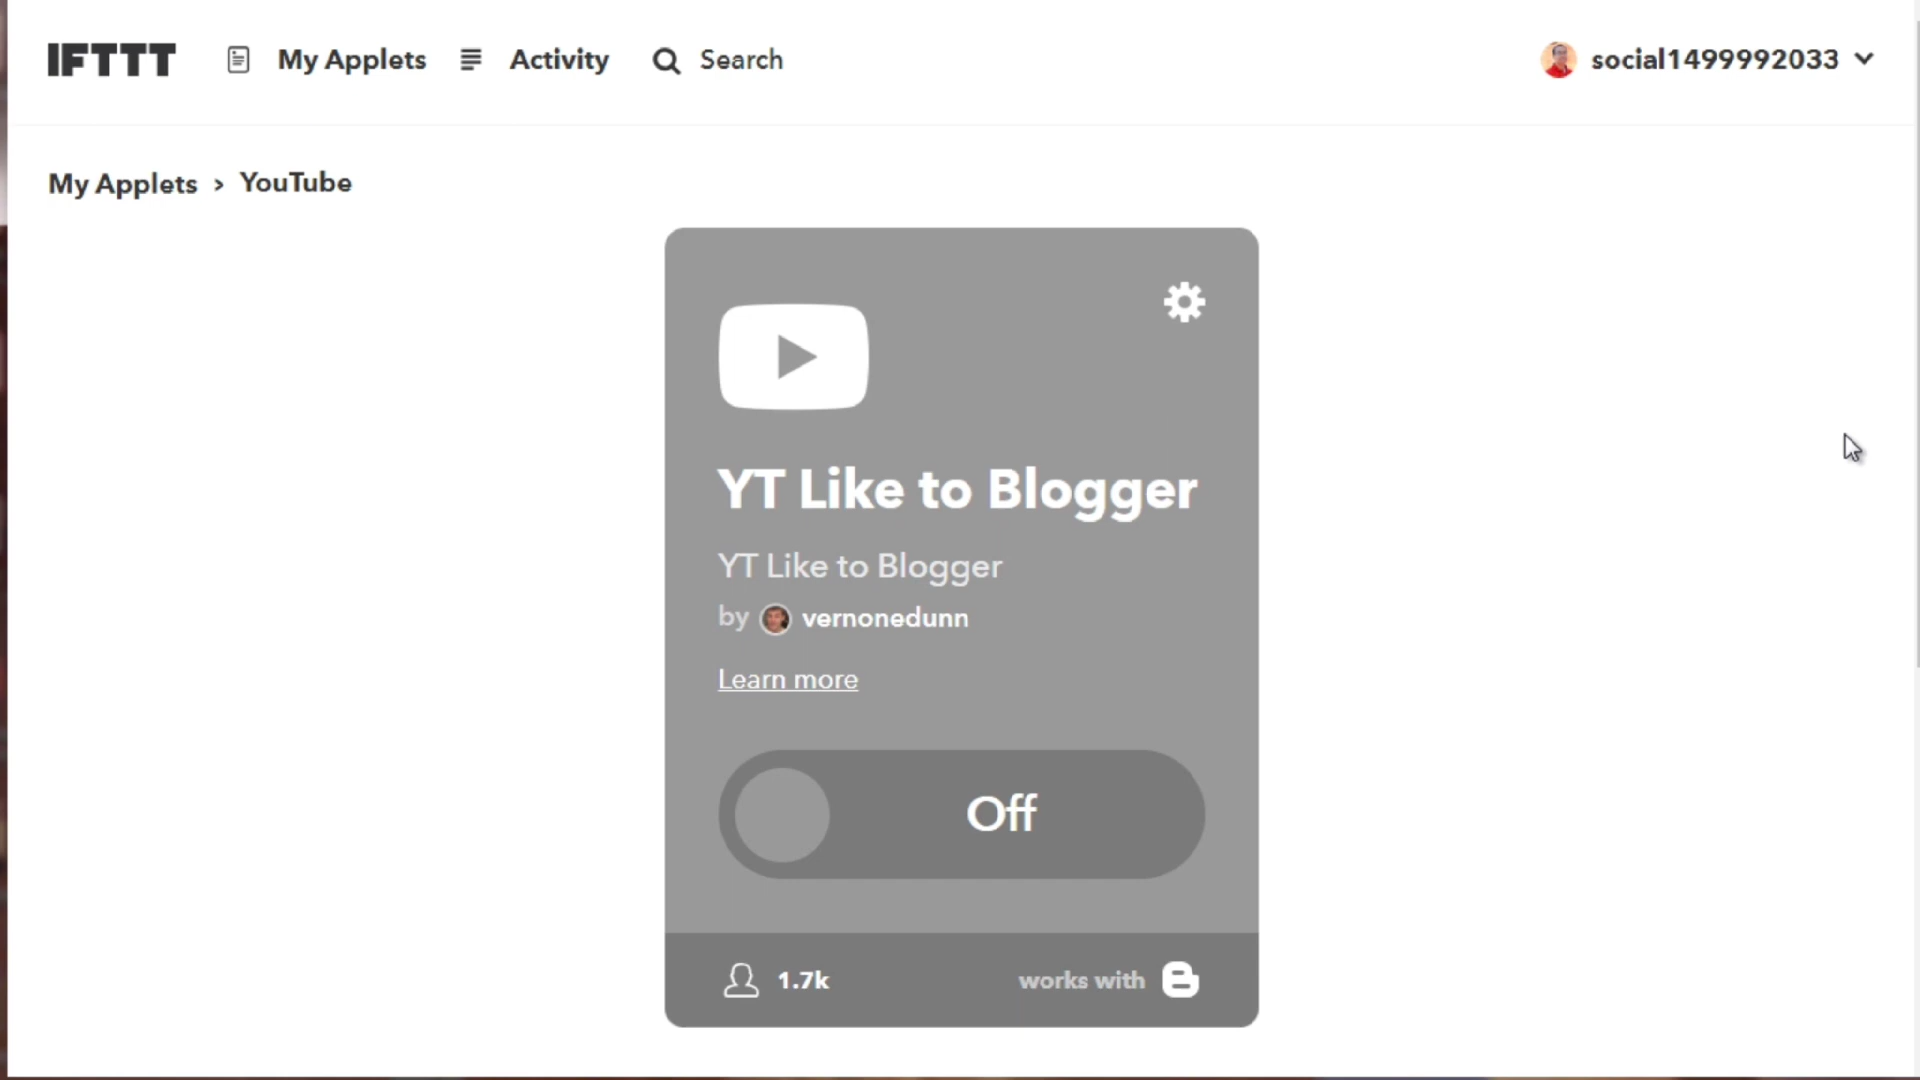 IFTTT My Applets Activity Search social1499992033
My Applets > YouTube
YT Like to Blogger
YT Like to Blogger
by vernonedunn
Learn more
Off
1.7k works with